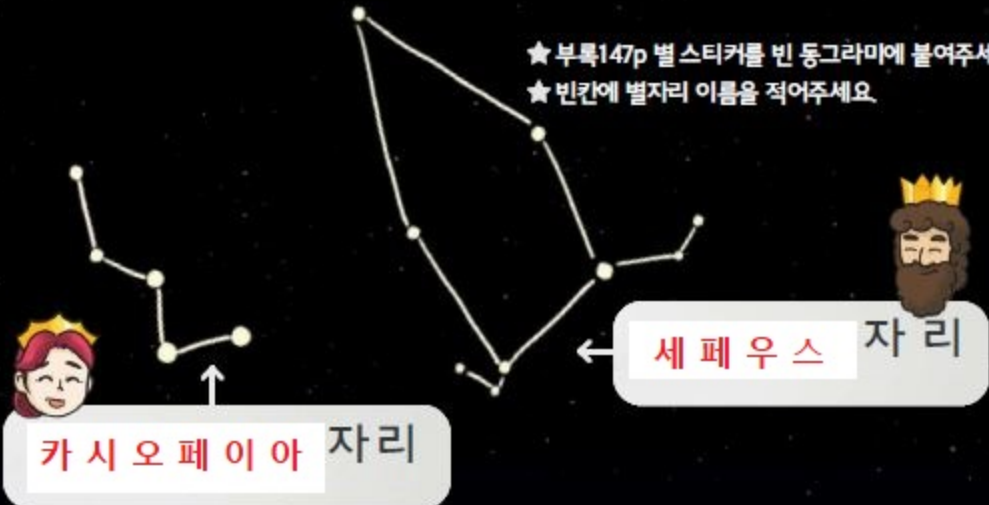 ★ 부록147p 별 스티커를 빈 동그라미에 붙여주세
★ 빈칸에 별자리 이름을 적어주세요.
세페우스 자리
카시오페이아 자리